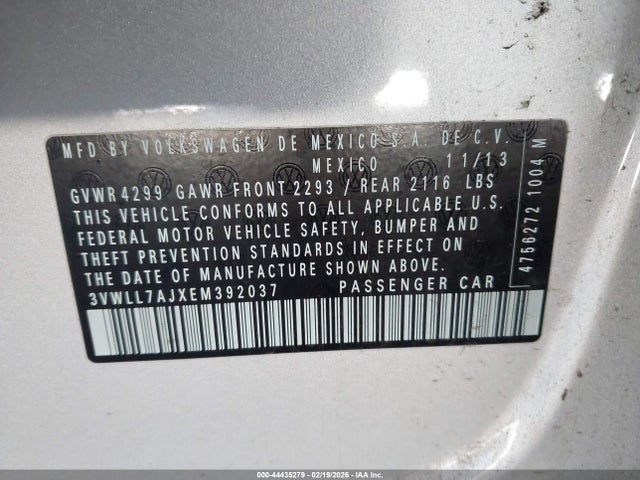 MFD BY VOLKSWAGEN DE MEXICO S.A. DE C.V.
MEXICO 11/13
GVWR 4299 GAWR FRONT 2293 / REAR 2116 LBS
THIS VEHICLE CONFORMS TO ALL APPLICABLE U.S.
FEDERAL MOTOR VEHICLE SAFETY, BUMPER AND
THEFT PREVENTION STANDARDS IN EFFECT ON
THE DATE OF MANUFACTURE SHOWN ABOVE.
3VWLL7AJXEM392037 PASSENGER CAR
4756272 1004 M
000-44435279 - 02/19/2026 - IAA Inc.